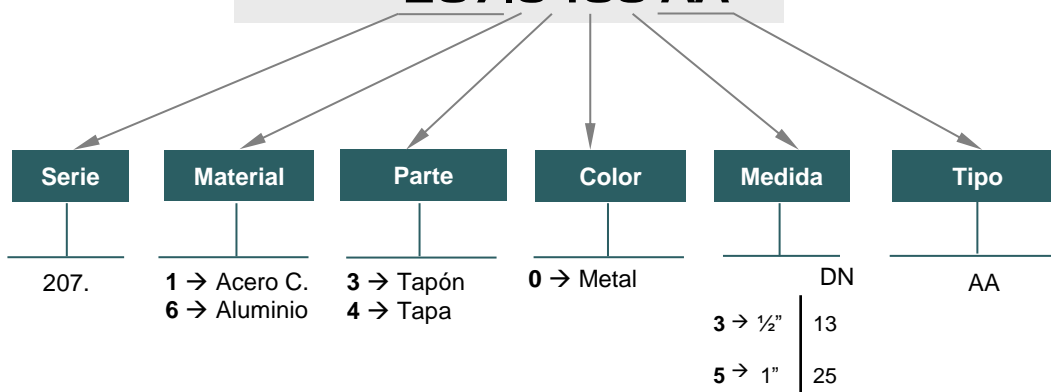 Serie Material Parte Color Medida Tipo
207. 1 → Acero C. 3 → Tapón 0 → Metal DN AA
6 → Aluminio 4 → Tapa
3 → ½” 13
5 → 1” 25